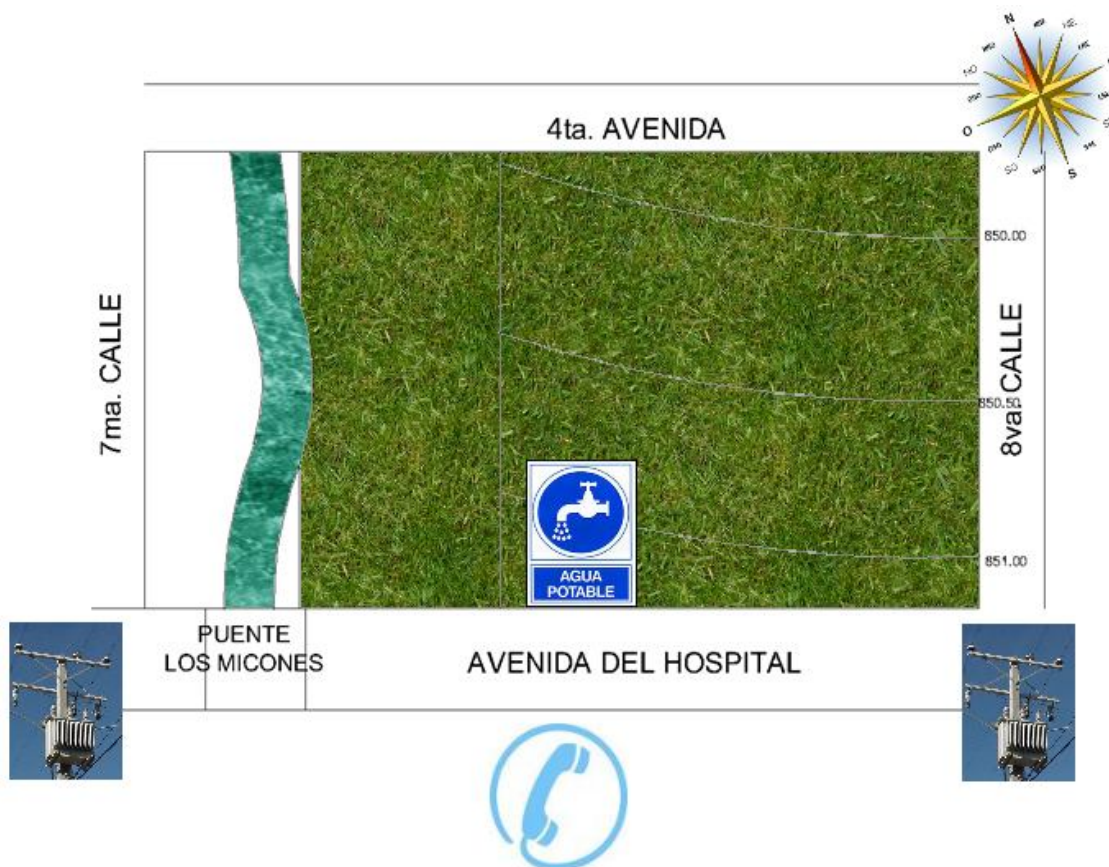 N
4ta. AVENIDA
O
S
850.00
7ma. CALLE
850.50
8va. CALLE
AGUA
POTABLE
851.00
PUENTE
LOS MICONES
AVENIDA DEL HOSPITAL